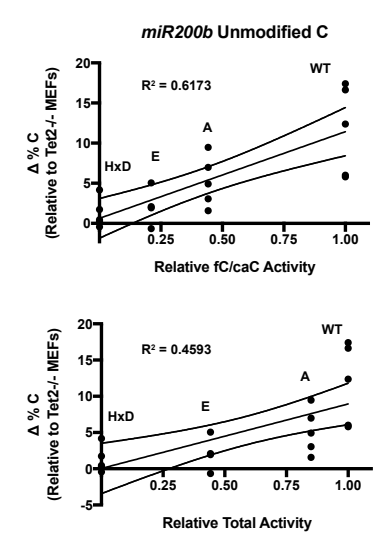 miR200b Unmodified C
Δ % C
(Relative to Tet2-/- MEFs)
20
15
10
5
0
R² = 0.6173
HxD
E
A
WT
0.25
0.50
0.75
1.00
Relative fC/caC Activity
Δ % C
(Relative to Tet2-/- MEFs)
20
15
10
5
0
-5
R² = 0.4593
HxD
E
A
WT
0.25
0.50
0.75
1.00
Relative Total Activity